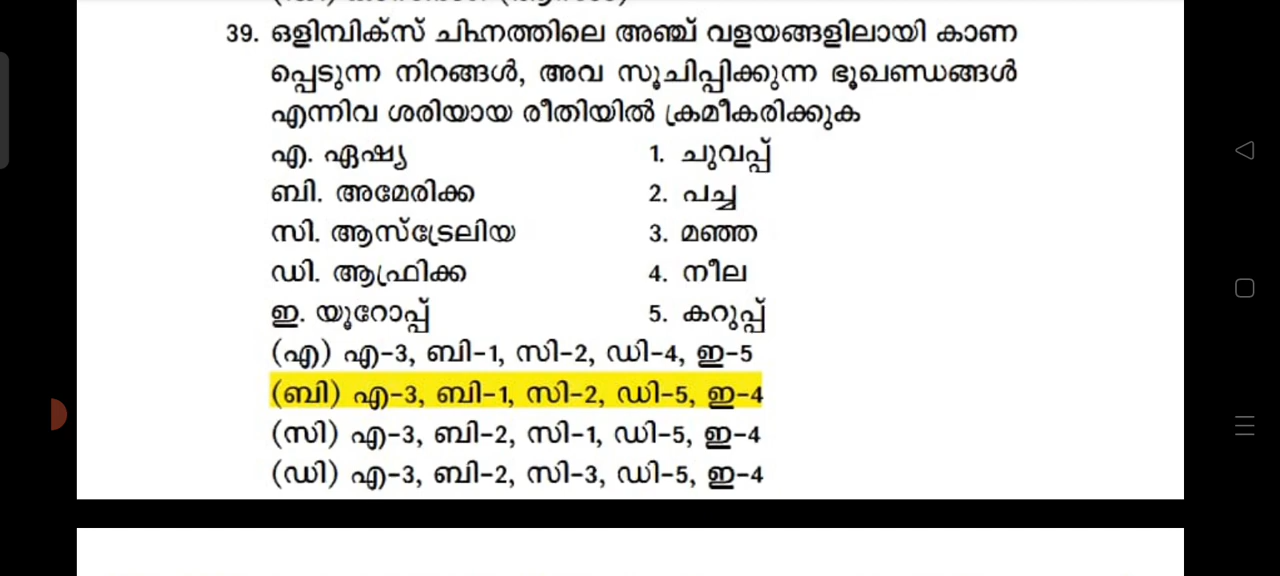 39. ഒളിമ്പിക്സ് ചിഹ്നത്തിലെ അഞ്ച് വളയങ്ങളിലായി കാണ
പ്പെടുന്ന നിറങ്ങൾ, അവ സൂചിപ്പിക്കുന്ന ഭൂഖണ്ഡങ്ങൾ
എന്നിവ ശരിയായ രീതിയിൽ ക്രമീകരിക്കുക
എ. ഏഷ്യ 1. ചുവപ്പ്
ബി. അമേരിക്ക 2. പച്ച
സി. ആസ്ട്രേലിയ 3. മഞ്ഞ
ഡി. ആഫ്രിക്ക 4. നീല
ഇ. യൂറോപ്പ് 5. കറുപ്പ്
(എ) എ-3, ബി-1, സി-2, ഡി-4, ഇ-5
(ബി) എ-3, ബി-1, സി-2, ഡി-5, ഇ-4
(സി) എ-3, ബി-2, സി-1, ഡി-5, ഇ-4
(ഡി) എ-3, ബി-2, സി-3, ഡി-5, ഇ-4